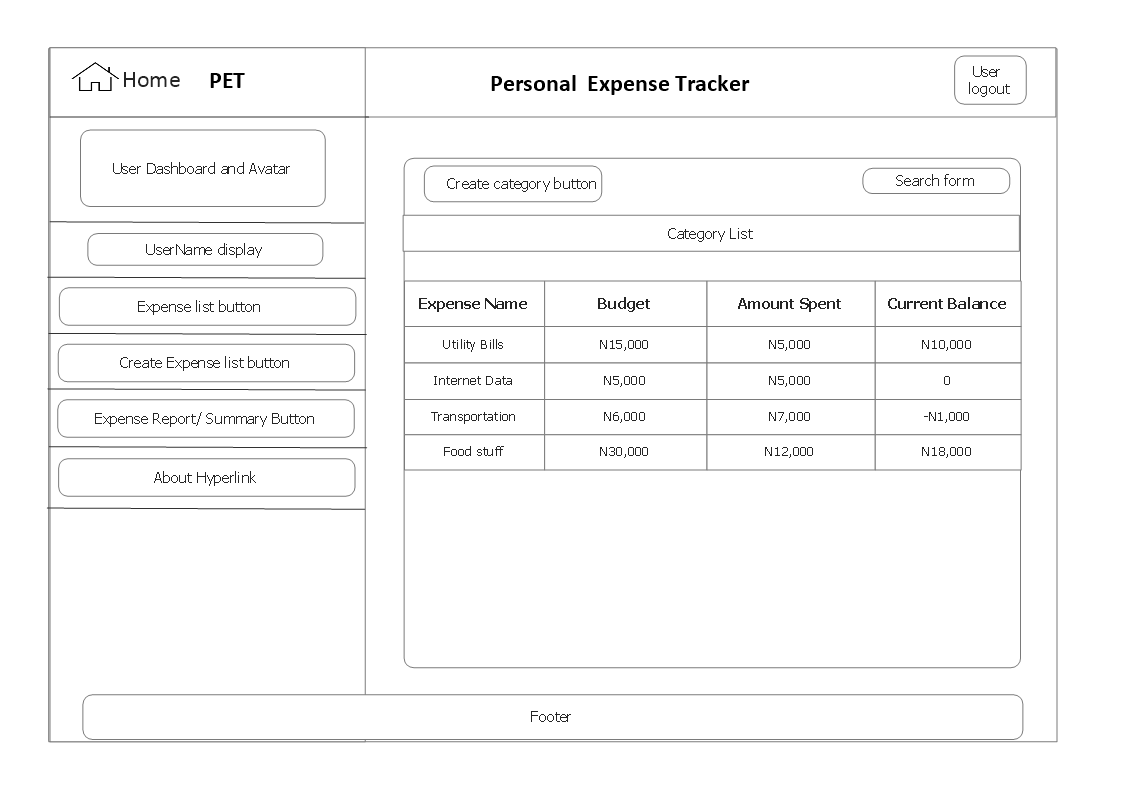 Home PET
Personal Expense Tracker
User
logout
User Dashboard and Avatar
UserName display
Expense list button
Create Expense list button
Expense Report/ Summary Button
About Hyperlink
Create category button
Search form
Category List
Expense Name Budget Amount Spent Current Balance
Utility Bills N15,000 N5,000 N10,000
Internet Data N5,000 N5,000 0
Transportation N6,000 N7,000 -N1,000
Food stuff N30,000 N12,000 N18,000
Footer